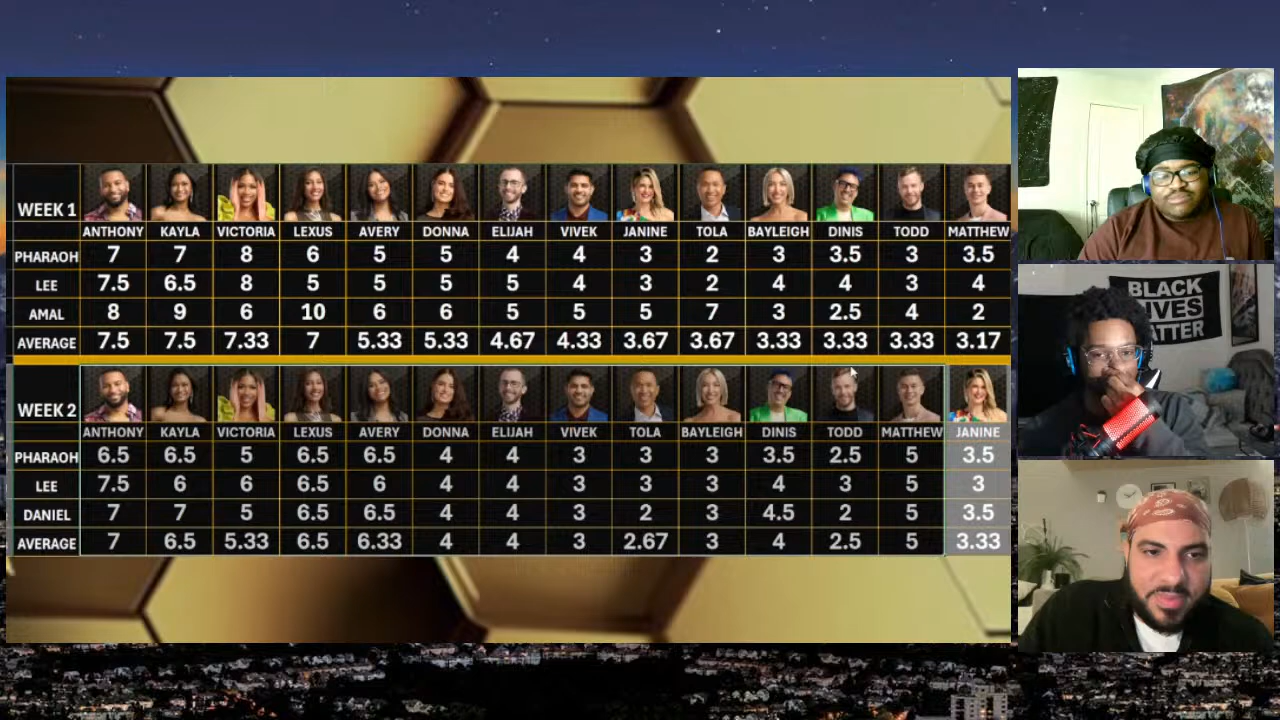 WEEK 1
ANTHONY KAYLA VICTORIA LEXUS AVERY DONNA ELIJAH VIVEK JANINE TOLA BAYLEIGH DINIS TODD MATTHEW
PHARAOH 7 7 8 6 5 5 4 4 3 2 3 3.5 3 3.5
LEE 7.5 6.5 8 5 5 5 5 4 3 2 4 4 3 4
AMAL 8 9 6 10 6 6 5 5 5 7 3 2.5 4 2
AVERAGE 7.5 7.5 7.33 7 5.33 5.33 4.67 4.33 3.67 3.67 3.33 3.33 3.33 3.17
WEEK 2
ANTHONY KAYLA VICTORIA LEXUS AVERY DONNA ELIJAH VIVEK TOLA BAYLEIGH DINIS TODD MATTHEW JANINE
PHARAOH 6.5 6.5 5 6.5 6.5 4 4 3 3 3 3.5 2.5 5 3.5
LEE 7.5 6 6 6.5 6 4 4 3 3 3 4 3 5 3
DANIEL 7 7 5 6.5 6.5 4 4 3 2 3 4.5 2 5 3.5
AVERAGE 7 6.5 5.33 6.5 6.33 4 4 3 2.67 3 4 2.5 5 3.33
BLACK
LIVES
MATTER